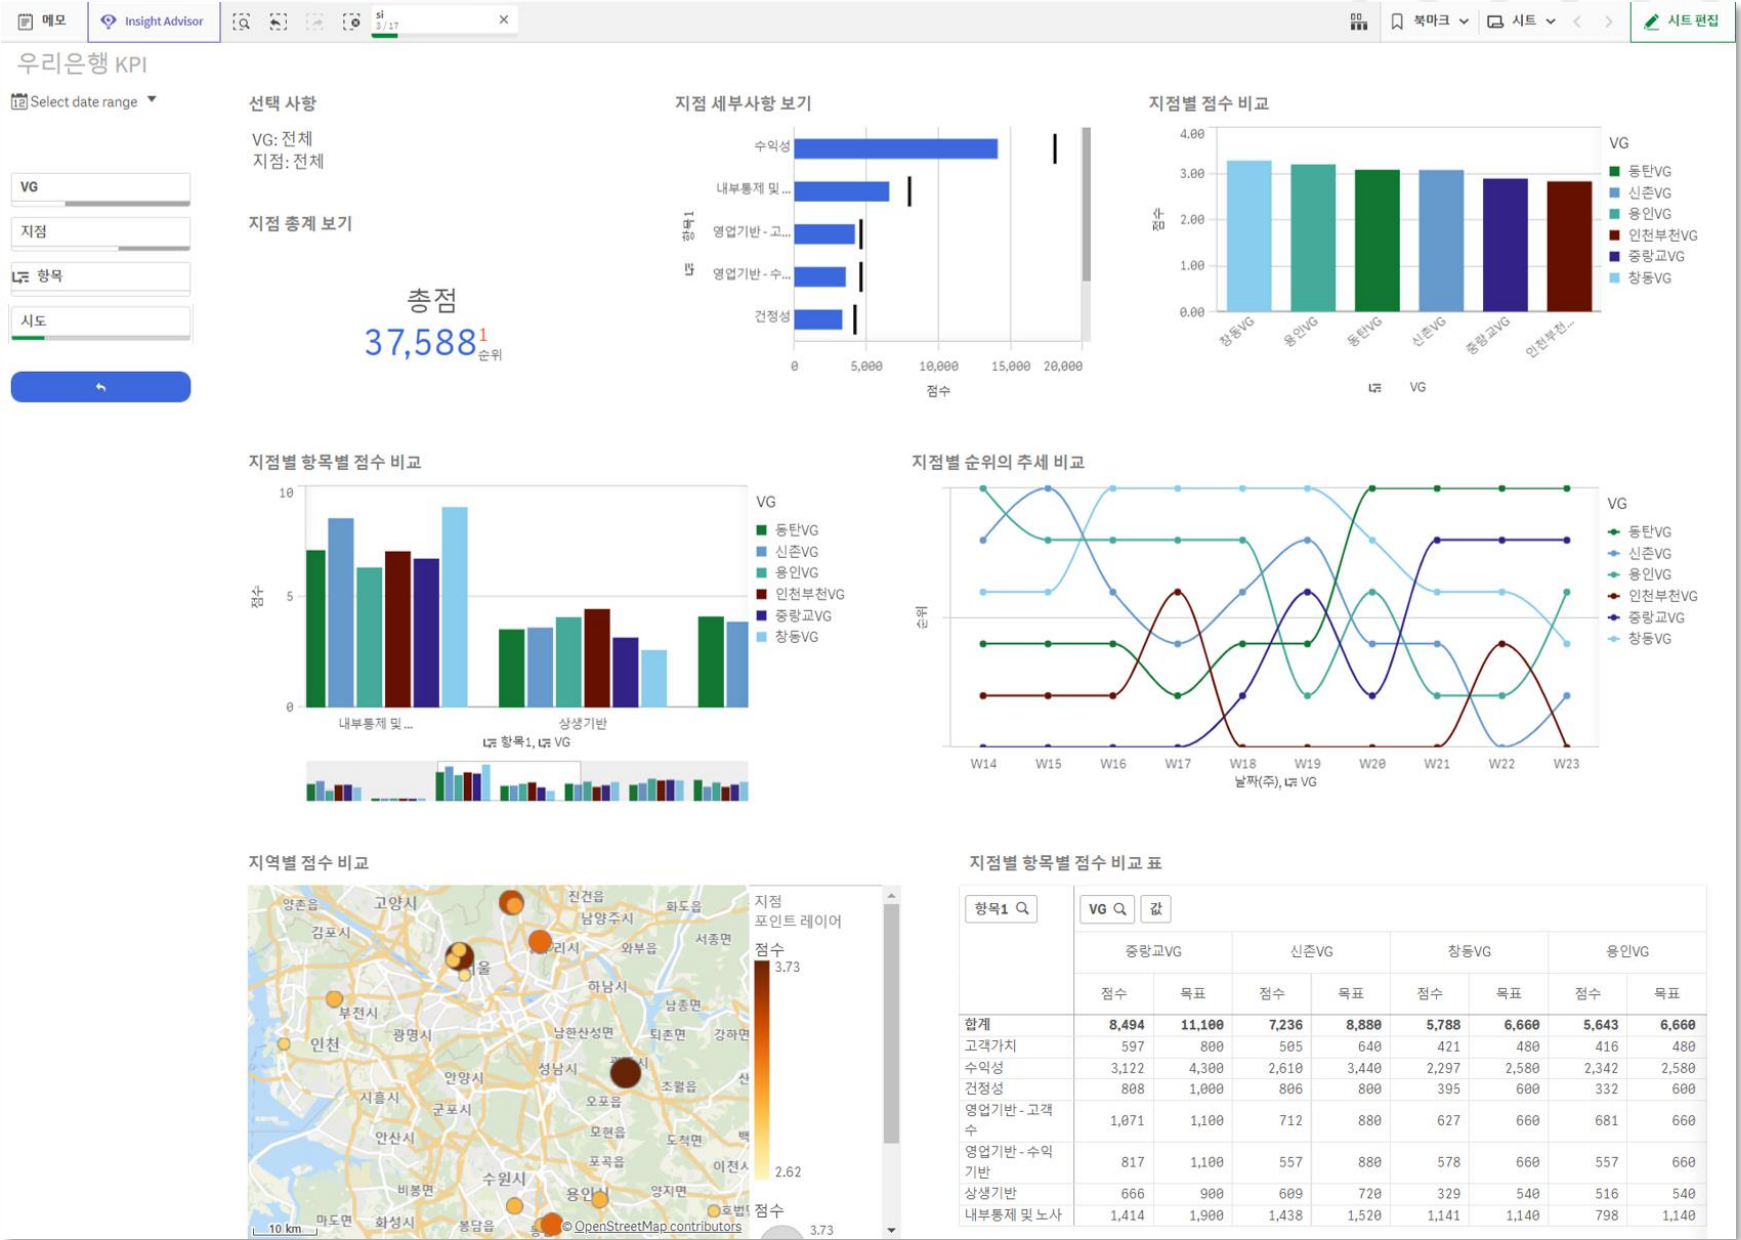 메모
Insight Advisor
si
3/17
북마크
시트
시트 편집
우리은행 KPI
12
Select date range
VG
지점
항목
시도
선택 사항
VG: 전체
지점: 전체
지점 총계 보기
총점
37,588
1
순위
지점 세부사항 보기
수익성
내부통제 및 ...
영업기반 - 고...
영업기반 - 수...
건정성
항목1
0
5,000
10,000
15,000
20,000
점수
지점별 점수 비교
4.00
3.00
2.00
1.00
0.00
점수
창동VG
용인VG
동탄VG
신촌VG
중랑교VG
인천부천...
VG
VG
동탄VG
신촌VG
용인VG
인천부천VG
중랑교VG
창동VG
지점별 항목별 점수 비교
10
5
0
점수
내부통제 및 ...
상생기반
항목1, VG
VG
동탄VG
신촌VG
용인VG
인천부천VG
중랑교VG
창동VG
지점별 순위의 추세 비교
순위
W14
W15
W16
W17
W18
W19
W20
W21
W22
W23
날짜(주), VG
VG
동탄VG
신촌VG
용인VG
인천부천VG
중랑교VG
창동VG
지역별 점수 비교
양촌읍
고양시
진건읍
화도읍
남양주시
김포시
리시
와부읍
서종면
울
하남시
남종면
부천시
광명시
남한산성면
퇴촌면
강하면
인천
성남시
시
안양시
초월읍
산
시흥시
군포시
오포읍
안산시
모현읍
도척면
백
포곡읍
이천시
수원시
비봉면
용인시
양지면
호법면
마도면
화성시
봉담읍
10 km
© OpenStreetMap contributors
지점
포인트 레이어
점수
3.73
2.62
점수
3.73
지점별 항목별 점수 비교 표
항목1
VG
값
중랑교VG 신촌VG 창동VG 용인VG
점수 목표 점수 목표 점수 목표 점수 목표
합계 8,494 11,100 7,236 8,880 5,788 6,660 5,643 6,660
고객가치 597 800 505 640 421 480 416 480
수익성 3,122 4,300 2,610 3,440 2,297 2,580 2,342 2,580
건정성 808 1,000 806 800 395 600 332 600
영업기반 - 고객
수 1,071 1,100 712 880 627 660 681 660
영업기반 - 수익
기반 817 1,100 557 880 578 660 557 660
상생기반 666 900 609 720 329 540 516 540
내부통제 및 노사 1,414 1,900 1,438 1,520 1,141 1,140 798 1,140